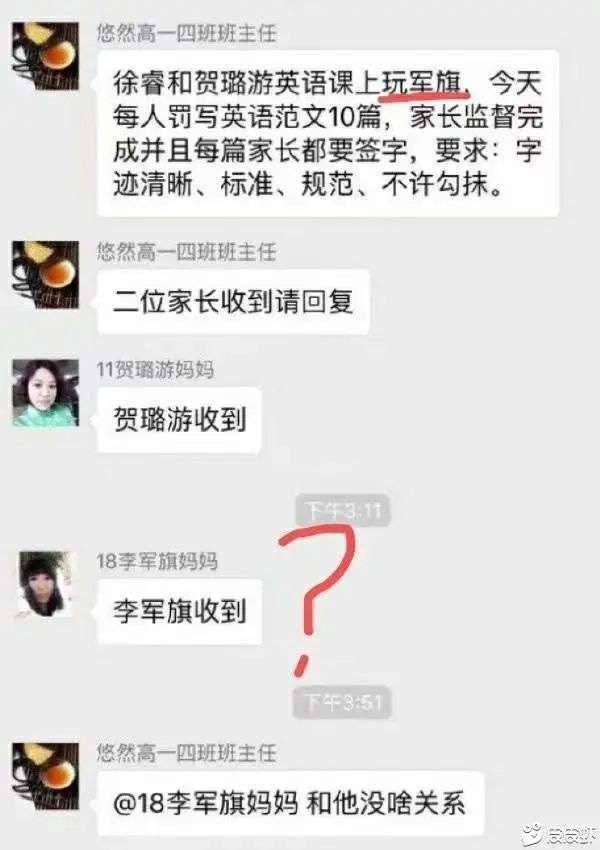 悠然高一四班班主任
徐睿和贺璐游英语课上玩军旗，今天
每人罚写英语范文10篇，家长监督完
成并且每篇家长都要签字，要求：字
迹清晰、标准、规范、不许勾抹。
悠然高一四班班主任
二位家长收到请回复
11贺璐游妈妈
贺璐游收到
下午3:11
18李军旗妈妈
李军旗收到
?
下午3:51
悠然高一四班班主任
@18李军旗妈妈 和他没啥关系
皮皮虾